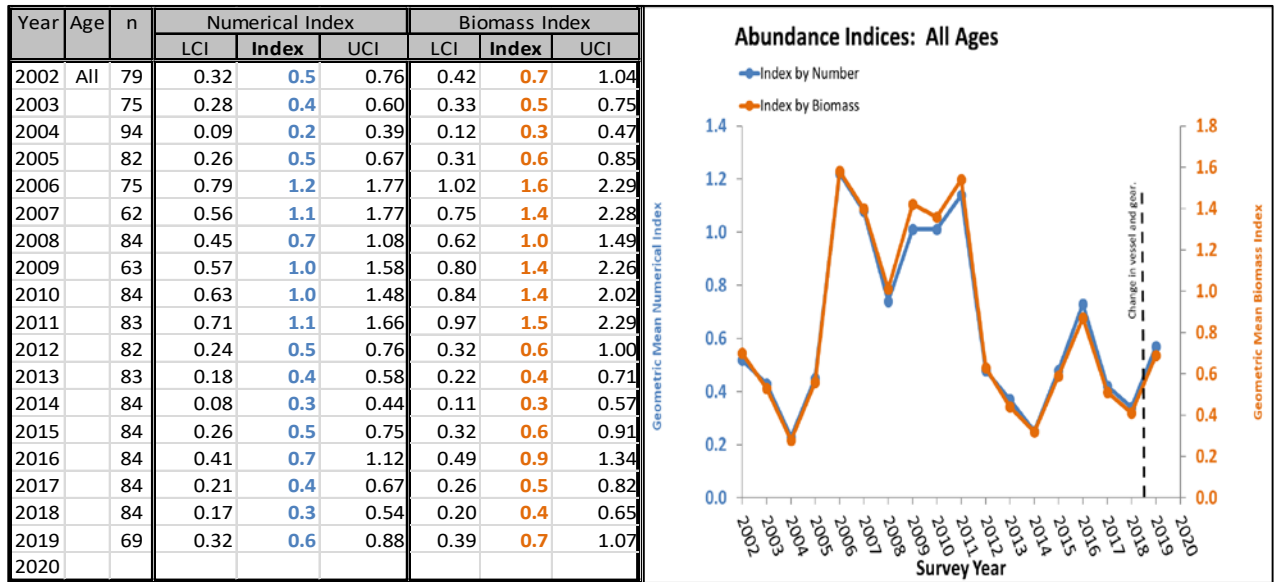 Year Age n Numerical Index Biomass Index
LCI Index UCI LCI Index UCI
2002 All 79 0.32 0.5 0.76 0.42 0.7 1.04
2003 75 0.28 0.4 0.60 0.33 0.5 0.75
2004 94 0.09 0.2 0.39 0.12 0.3 0.47
2005 82 0.26 0.5 0.67 0.31 0.6 0.85
2006 75 0.79 1.2 1.77 1.02 1.6 2.29
2007 62 0.56 1.1 1.77 0.75 1.4 2.28
2008 84 0.45 0.7 1.08 0.62 1.0 1.49
2009 63 0.57 1.0 1.58 0.80 1.4 2.26
2010 84 0.63 1.0 1.48 0.84 1.4 2.02
2011 83 0.71 1.1 1.66 0.97 1.5 2.29
2012 82 0.24 0.5 0.76 0.32 0.6 1.00
2013 83 0.18 0.4 0.58 0.22 0.4 0.71
2014 84 0.08 0.3 0.44 0.11 0.3 0.57
2015 84 0.26 0.5 0.75 0.32 0.6 0.91
2016 84 0.41 0.7 1.12 0.49 0.9 1.34
2017 84 0.21 0.4 0.67 0.26 0.5 0.82
2018 84 0.17 0.3 0.54 0.20 0.4 0.65
2019 69 0.32 0.6 0.88 0.39 0.7 1.07
2020
Abundance Indices: All Ages
Index by Number
Index by Biomass
Geometric Mean Numerical Index
1.4
1.2
1.0
0.8
0.6
0.4
0.2
0.0
Change in vessel and gear.
1.8
1.6
1.4
1.2
1.0
0.8
0.6
0.4
0.2
0.0
Geometric Mean Biomass Index
2002 2003 2004 2005 2006 2007 2008 2009 2010 2011 2012 2013 2014 2015 2016 2017 2018 2019 2020
Survey Year